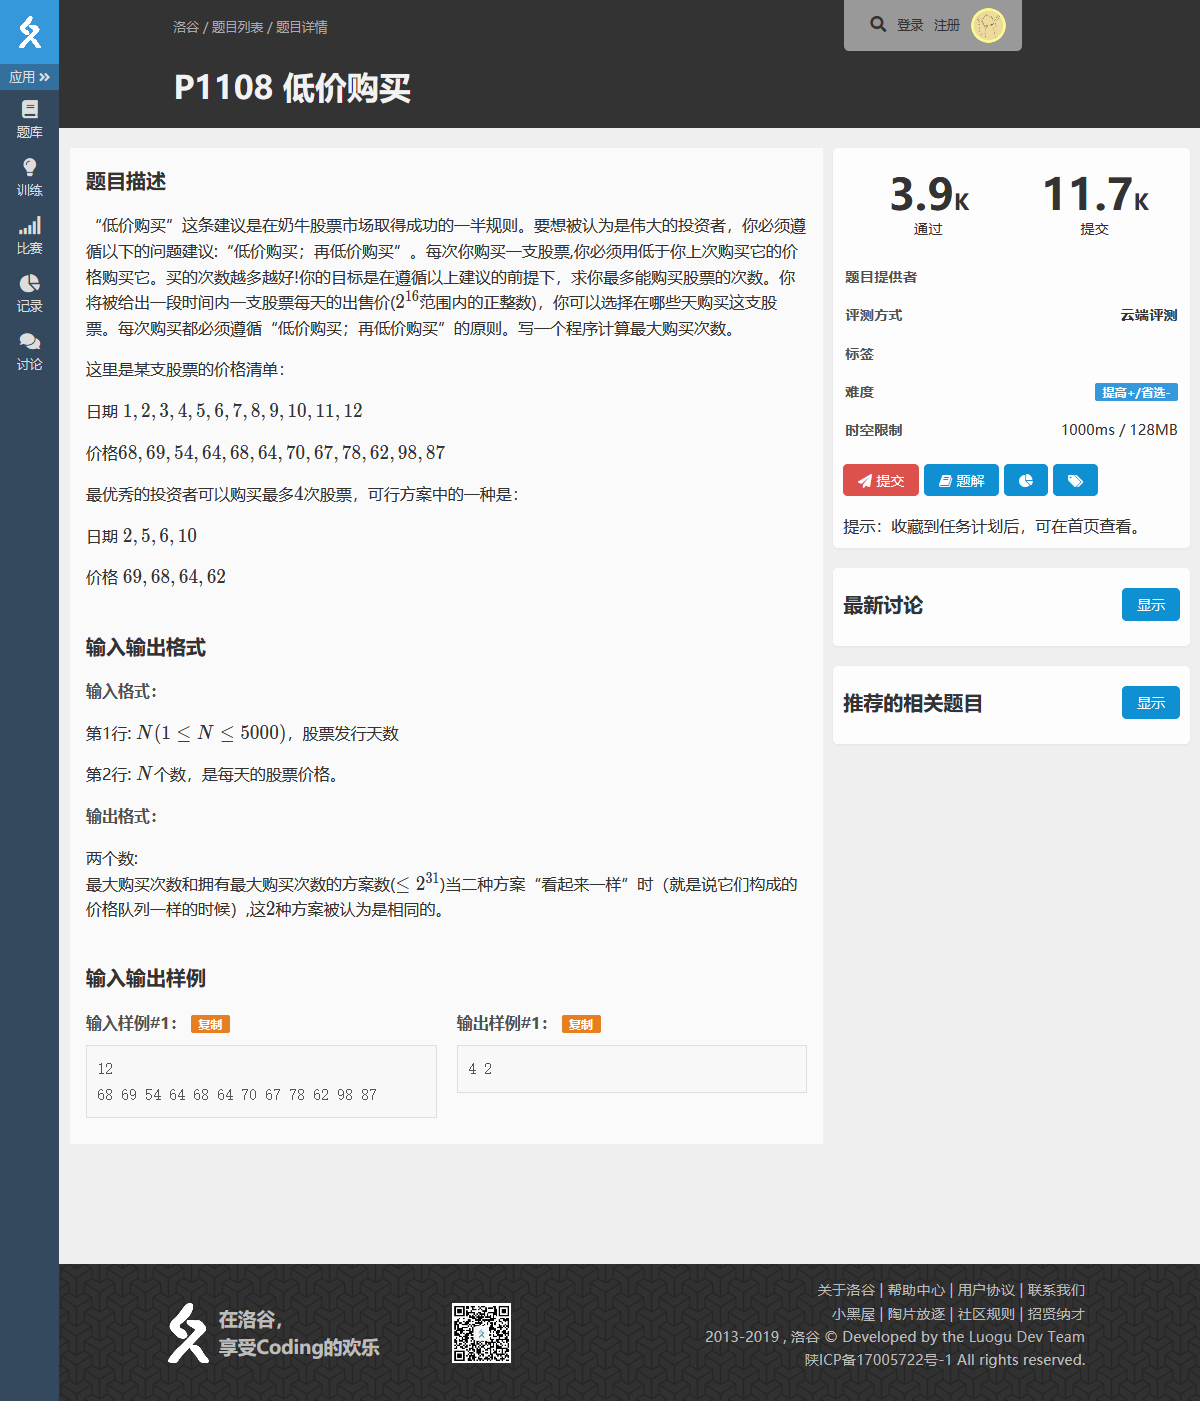 洛谷 / 题目列表 / 题目详情
登录 注册
P1108 低价购买
应用
题库
训练
比赛
记录
讨论
题目描述
“低价购买”这条建议是在奶牛股票市场取得成功的一半规则。要想被认为是伟大的投资者，你必须遵
循以下的问题建议:“低价购买；再低价购买”。每次你购买一支股票,你必须用低于你上次购买它的价
格购买它。买的次数越多越好!你的目标是在遵循以上建议的前提下，求你最多能购买股票的次数。你
将被给出一段时间内一支股票每天的出售价(2^16范围内的正整数)，你可以选择在哪些天购买这支股
票。每次购买都必须遵循“低价购买；再低价购买”的原则。写一个程序计算最大购买次数。
这里是某支股票的价格清单：
日期 1, 2, 3, 4, 5, 6, 7, 8, 9, 10, 11, 12
价格68, 69, 54, 64, 68, 64, 70, 67, 78, 62, 98, 87
最优秀的投资者可以购买最多4次股票，可行方案中的一种是：
日期 2, 5, 6, 10
价格 69, 68, 64, 62
输入输出格式
输入格式：
第1行: N(1 ≤ N ≤ 5000)，股票发行天数
第2行: N个数，是每天的股票价格。
输出格式：
两个数:
最大购买次数和拥有最大购买次数的方案数(≤ 2^31)当二种方案“看起来一样”时（就是说它们构成的
价格队列一样的时候）,这2种方案被认为是相同的。
输入输出样例
输入样例#1： 复制
12
68 69 54 64 68 64 70 67 78 62 98 87
输出样例#1： 复制
4 2
3.9K
通过
11.7K
提交
题目提供者
评测方式 云端评测
标签
难度 提高+/省选-
时空限制 1000ms / 128MB
提交 题解
提示：收藏到任务计划后，可在首页查看。
最新讨论 显示
推荐的相关题目 显示
在洛谷，
享受Coding的欢乐
关于洛谷 | 帮助中心 | 用户协议 | 联系我们
小黑屋 | 陶片放逐 | 社区规则 | 招贤纳才
2013-2019 , 洛谷 © Developed by the Luogu Dev Team
陕ICP备17005722号-1 All rights reserved.